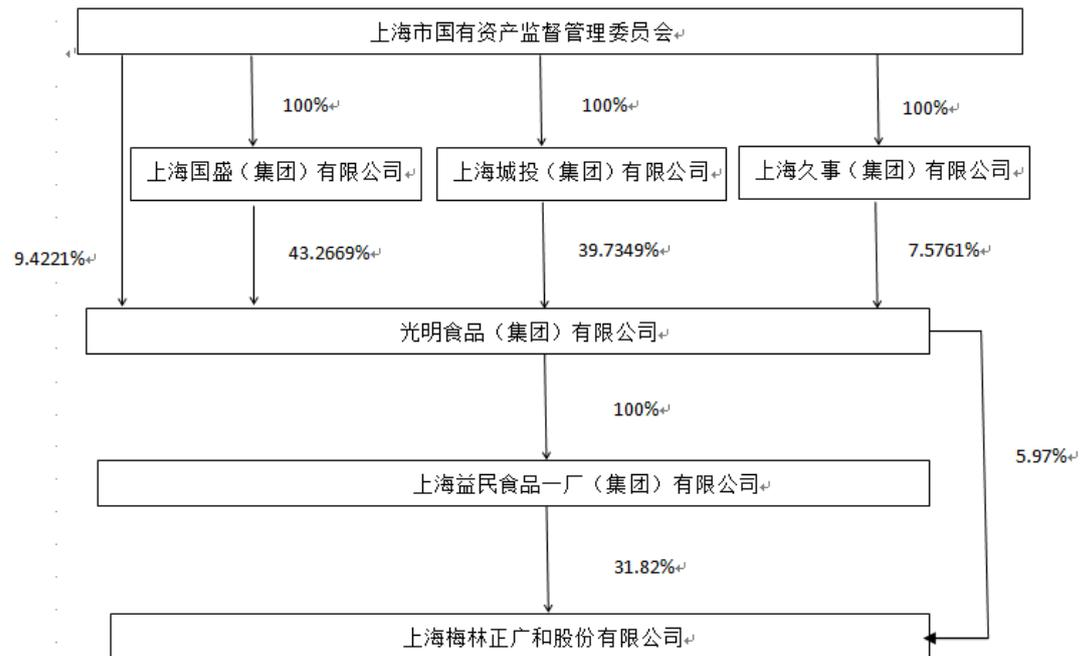 上海市国有资产监督管理委员会
100%
100%
100%
上海国盛（集团）有限公司
上海城投（集团）有限公司
上海久事（集团）有限公司
9.4221%
43.2669%
39.7349%
7.5761%
光明食品（集团）有限公司
100%
5.97%
上海益民食品一厂（集团）有限公司
31.82%
上海梅林正广和股份有限公司